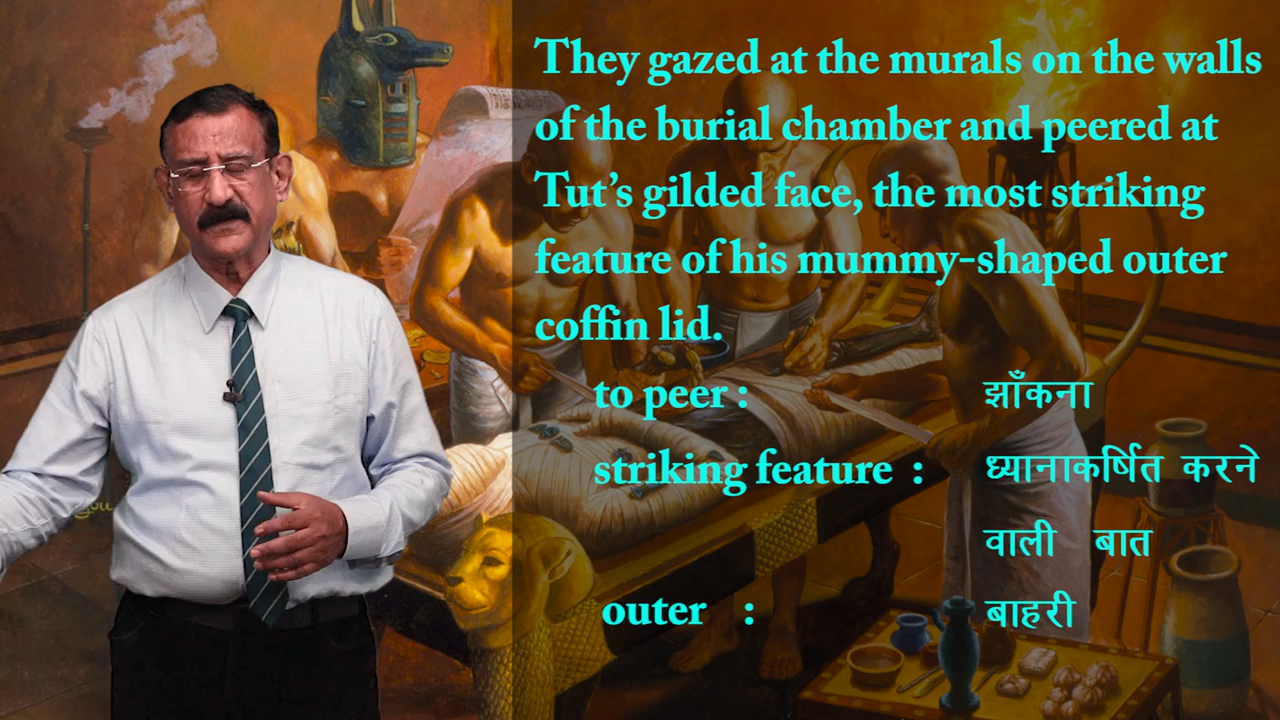 They gazed at the murals on the walls
of the burial chamber and peered at
Tut’s gilded face, the most striking
feature of his mummy-shaped outer
coffin lid.
to peer : झाँकना
striking feature : ध्यानाकर्षित करने
वाली बात
outer : बाहरी